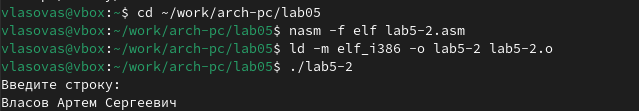 vlasovas@vbox:~$ cd ~/work/arch-pc/lab05
vlasovas@vbox:~/work/arch-pc/lab05$ nasm -f elf lab5-2.asm
vlasovas@vbox:~/work/arch-pc/lab05$ ld -m elf_i386 -o lab5-2 lab5-2.o
vlasovas@vbox:~/work/arch-pc/lab05$ ./lab5-2
Введите строку:
Власов Артем Сергеевич